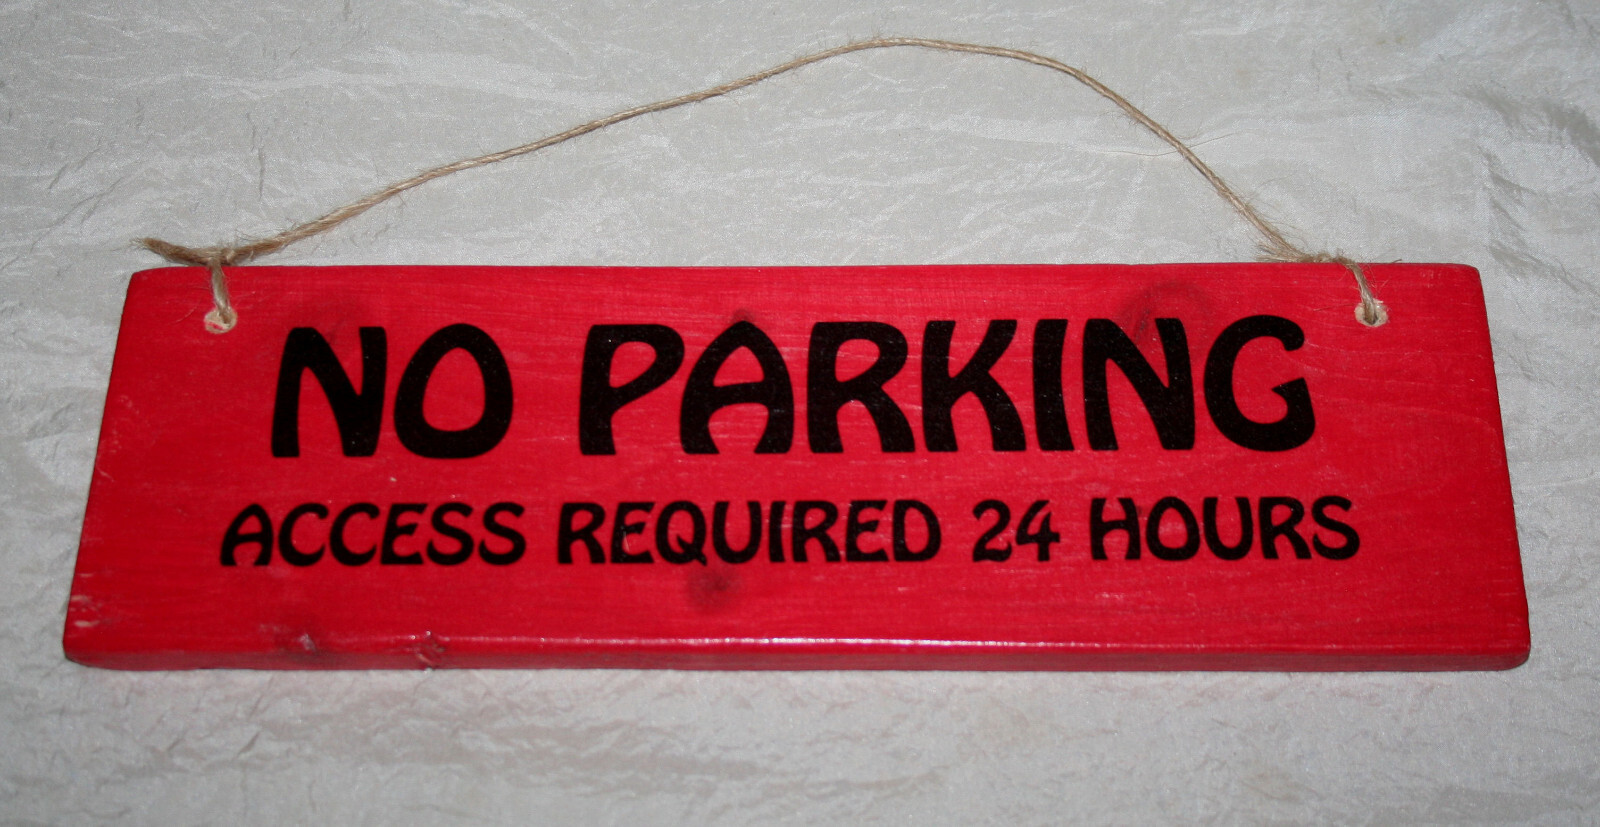 NO PARKING
ACCESS REQUIRED 24 HOURS